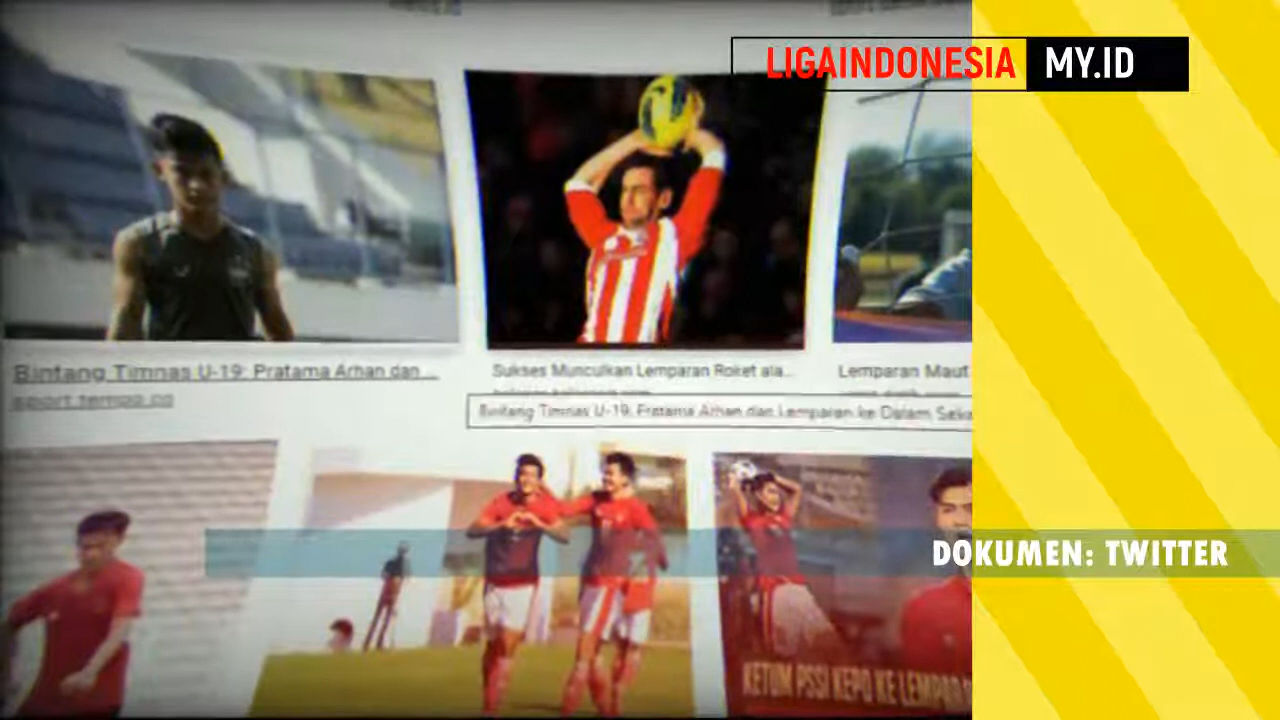 LIGAINDONESIA MY.ID
Bintang Timnas U-19: Pratama Arhan dan ...
sport.tempo.co
Sukses Munculkan Lemparan Roket ala...
Lemparan Maut
Bintang Timnas U-19: Pratama Arhan dan Lemparan ke Dalam Seka
DOKUMEN: TWITTER
KETUM PSSI KEPO KE LEMPAR